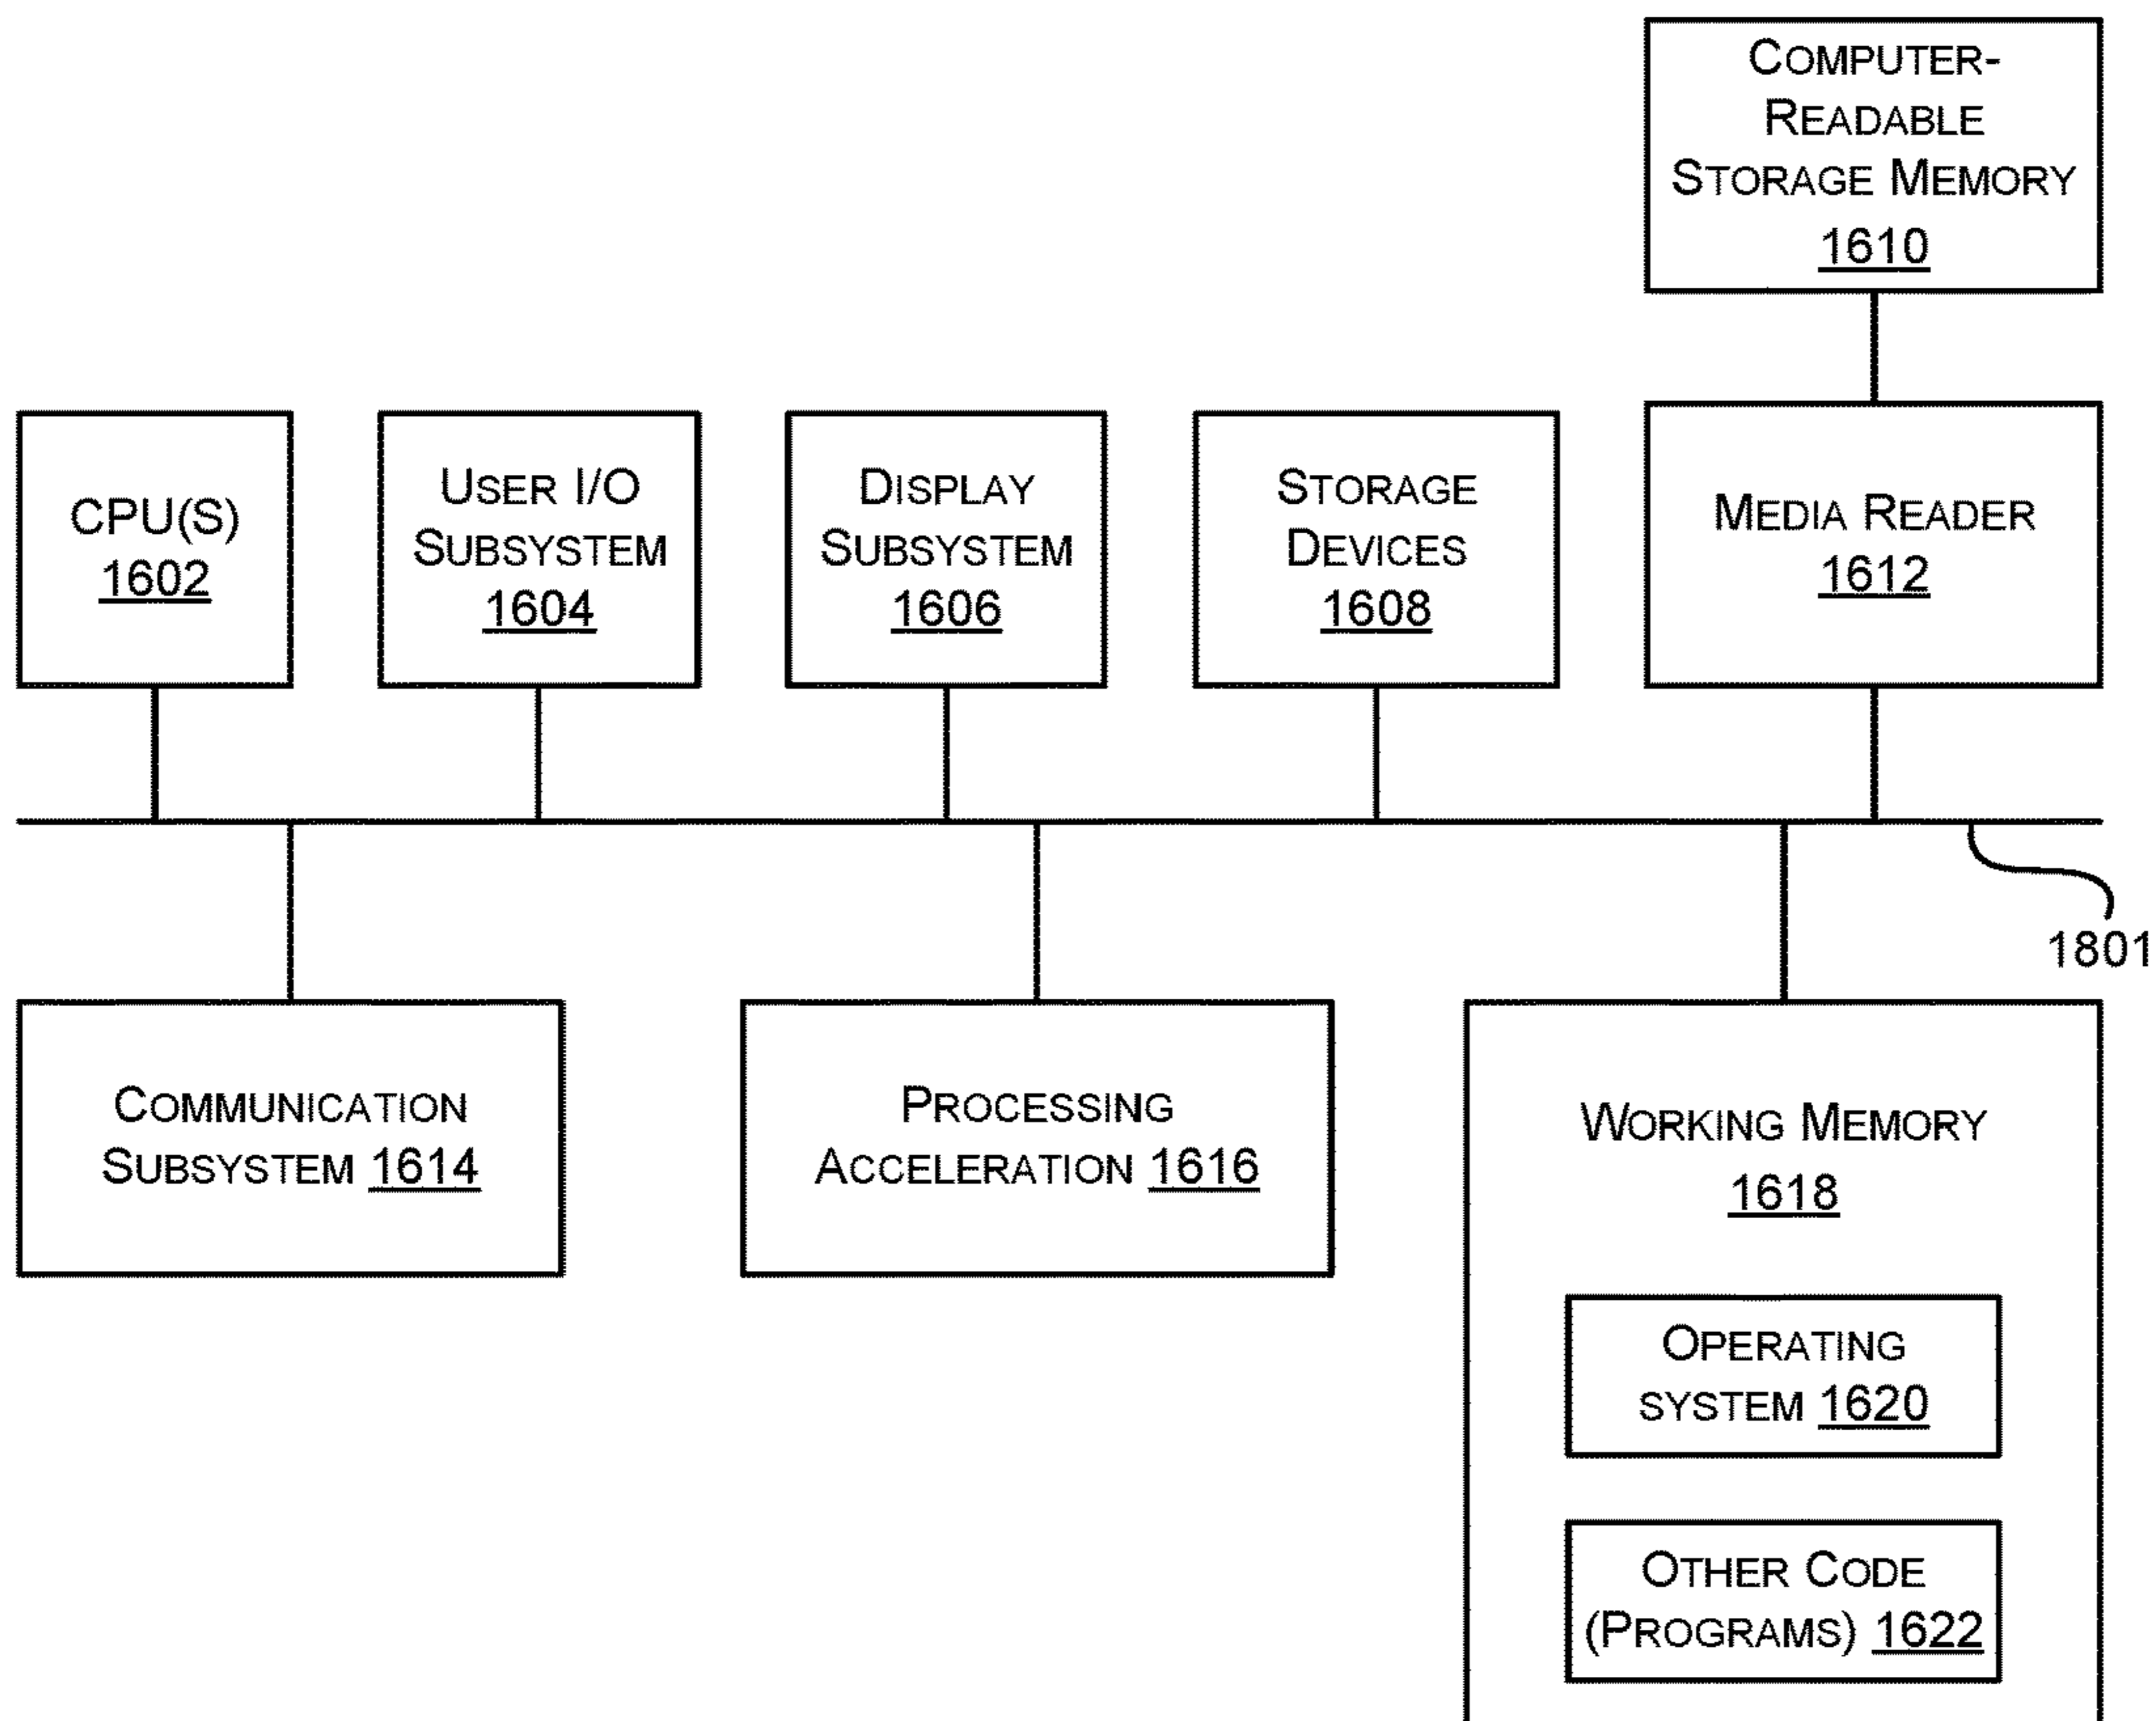 COMPUTER-
READABLE
STORAGE MEMORY
1610
CPU(S)
1602
USER I/O
SUBSYSTEM
1604
DISPLAY
SUBSYSTEM
1606
STORAGE
DEVICES
1608
MEDIA READER
1612
1801
COMMUNICATION
SUBSYSTEM 1614
PROCESSING
ACCELERATION 1616
WORKING MEMORY
1618
OPERATING
SYSTEM 1620
OTHER CODE
(PROGRAMS) 1622